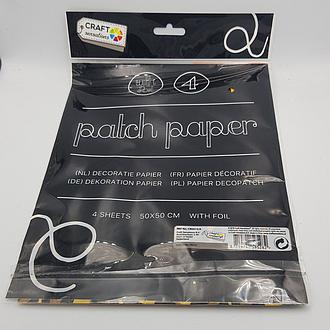 CRAFT
sensations
4
patch paper
(NL) DECORATIE PAPIER (FR) PAPIER DÉCORATIF
(DE) DEKORATION PAPIER (PL) PAPIER DECOPATCH
4 SHEETS 50X50 CM WITH FOIL